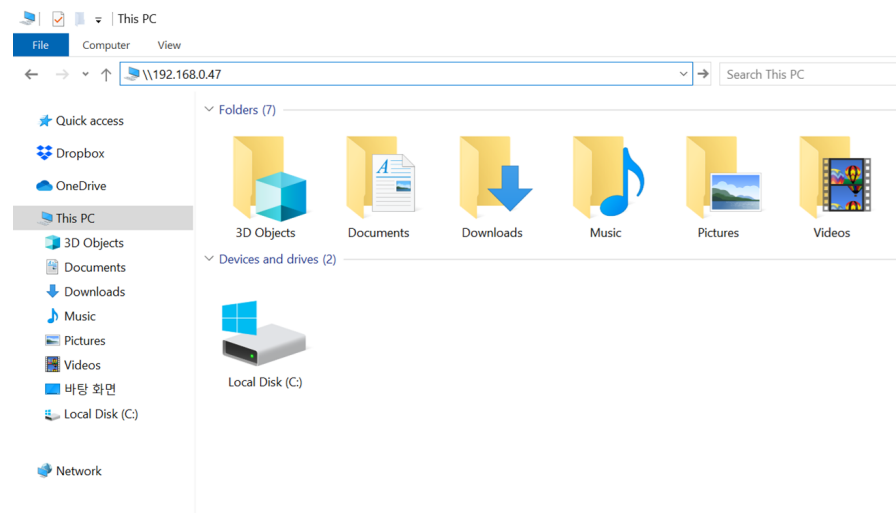 This PC
File Computer View
\\192.168.0.47
Search This PC
Quick access
Dropbox
OneDrive
This PC
3D Objects
Documents
Downloads
Music
Pictures
Videos
바탕 화면
Local Disk (C:)
Network
Folders (7)
3D Objects Documents Downloads Music Pictures Videos
Devices and drives (2)
Local Disk (C:)